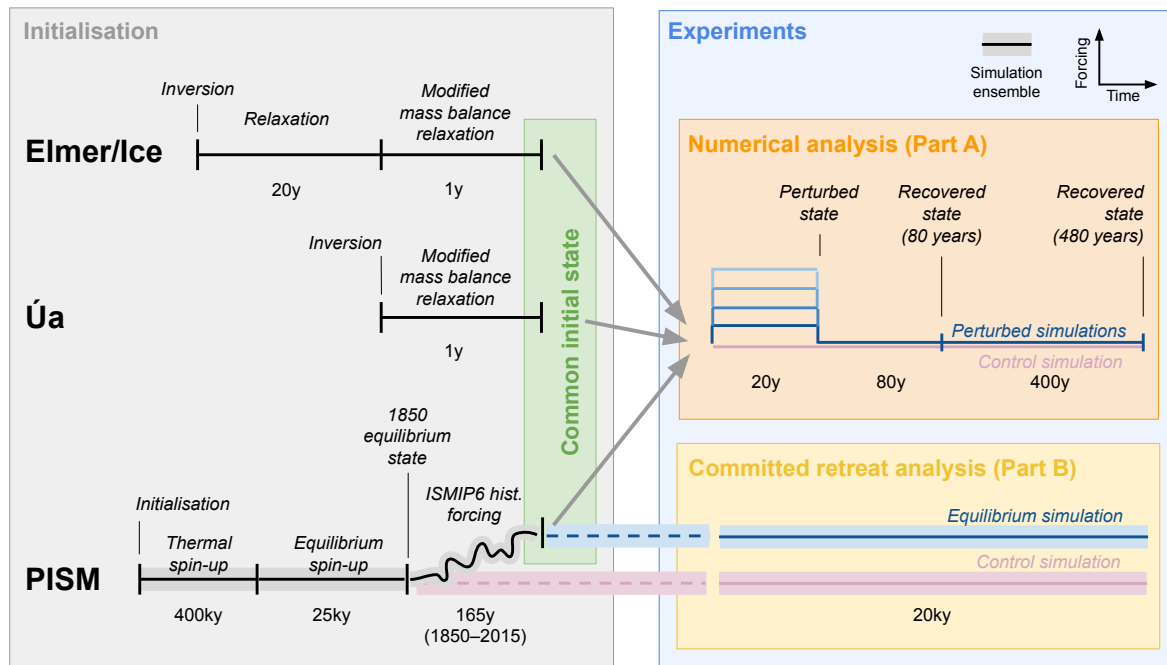 Initialisation
Inversion
Relaxation
Modified
mass balance
relaxation
Elmer/Ice
20y
1y
Inversion
Modified
mass balance
relaxation
Úa
1y
Common initial state
1850
equilibrium
state
ISMIP6 hist.
forcing
Initialisation
Thermal
spin-up
Equilibrium
spin-up
PISM
400ky
25ky
165y
(1850–2015)
Experiments
Simulation
ensemble
Forcing
Time
Numerical analysis (Part A)
Perturbed
state
Recovered
state
(80 years)
Recovered
state
(480 years)
Perturbed simulations
Control simulation
20y
80y
400y
Committed retreat analysis (Part B)
Equilibrium simulation
Control simulation
20ky